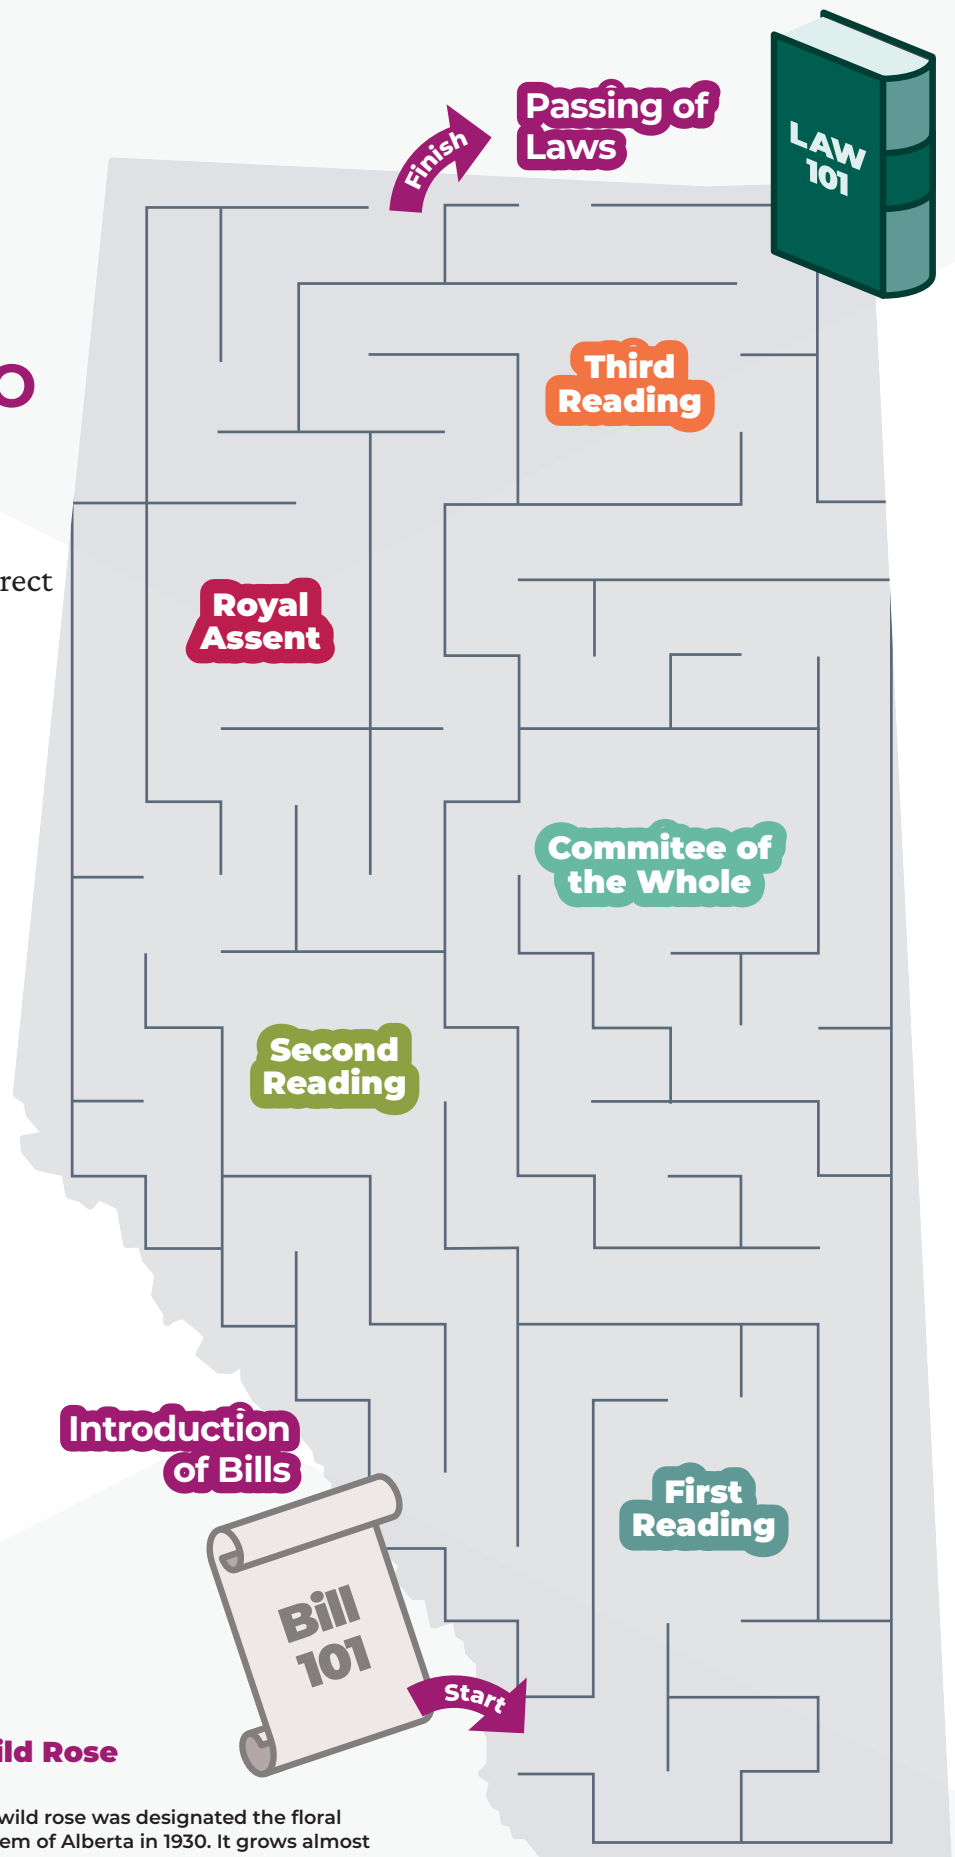 Passing of
Laws
Finish
LAW
101
O
Third
Reading
rect
Royal
Assent
Commitee of
the Whole
Second
Reading
Introduction
of Bills
First
Reading
Bill
101
Start
ild Rose
wild rose was designated the floral
em of Alberta in 1930. It grows almost